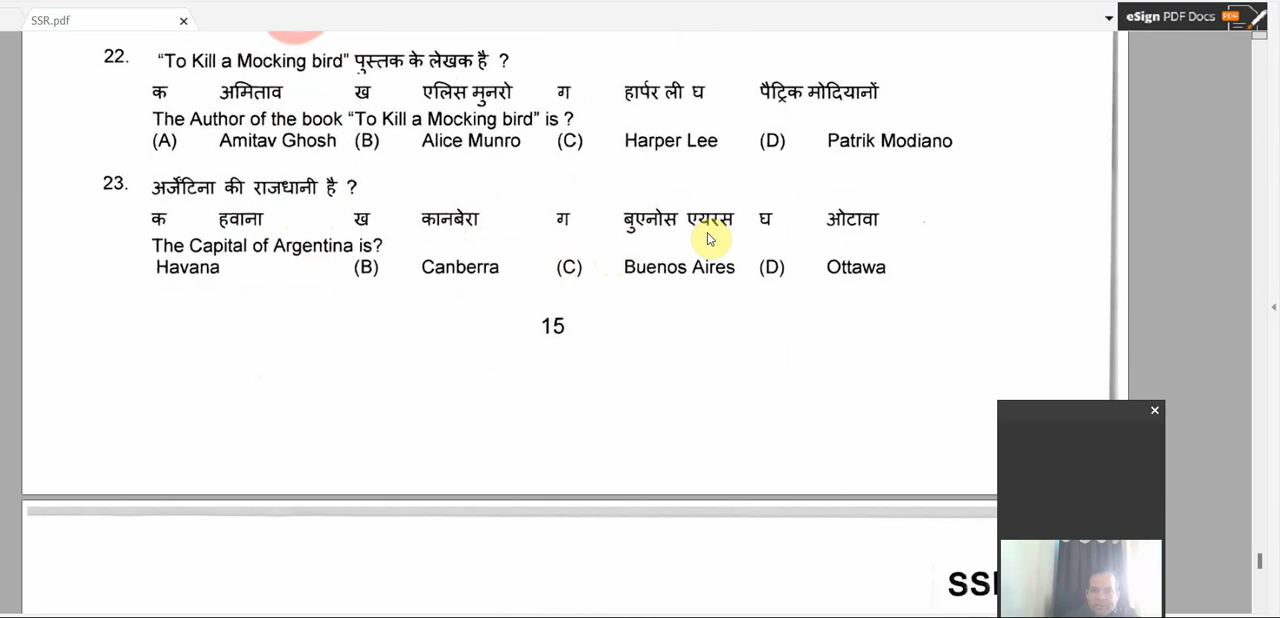 SSR.pdf
eSign PDF Docs
22. "To Kill a Mocking bird" पुस्तक के लेखक है ?
क अमिताव ख एलिस मुनरो ग हार्पर ली घ पैट्रिक मोदियानों
The Author of the book "To Kill a Mocking bird" is ?
(A) Amitav Ghosh (B) Alice Munro (C) Harper Lee (D) Patrik Modiano
23. अर्जेंटिना की राजधानी है ?
क हवाना ख कानबेरा ग बुएनोस एयरस घ ओटावा
The Capital of Argentina is?
Havana (B) Canberra (C) Buenos Aires (D) Ottawa
15